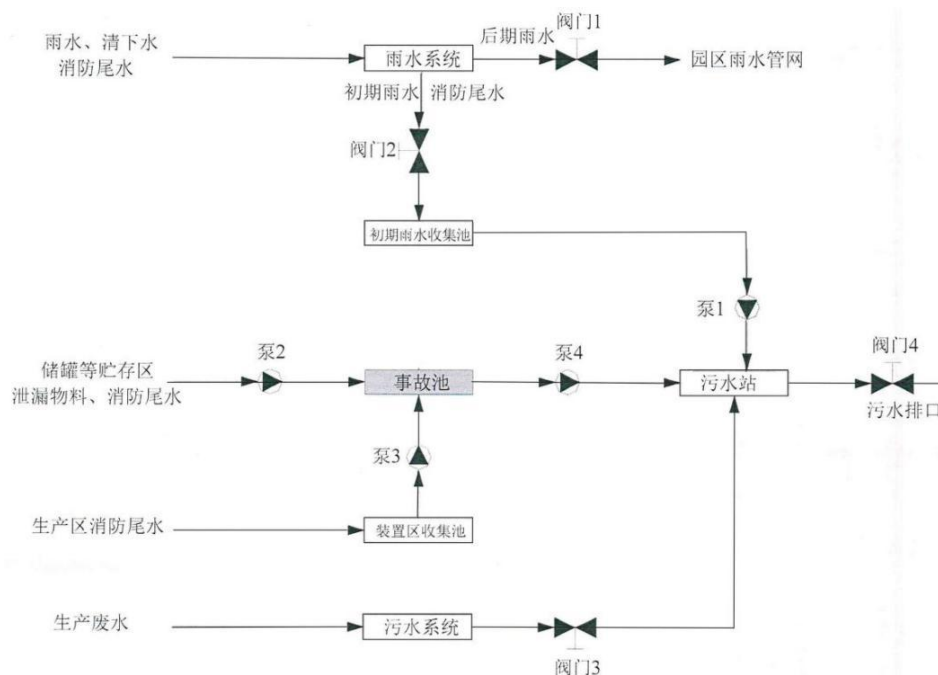 雨水、清下水
消防尾水
雨水系统
后期雨水
阀门1
园区雨水管网
初期雨水
消防尾水
阀门2
初期雨水收集池
泵1
储罐等贮存区
泄漏物料、消防尾水
泵2
事故池
泵4
污水站
阀门4
污水排口
泵3
生产区消防尾水
装置区收集池
生产废水
污水系统
阀门3